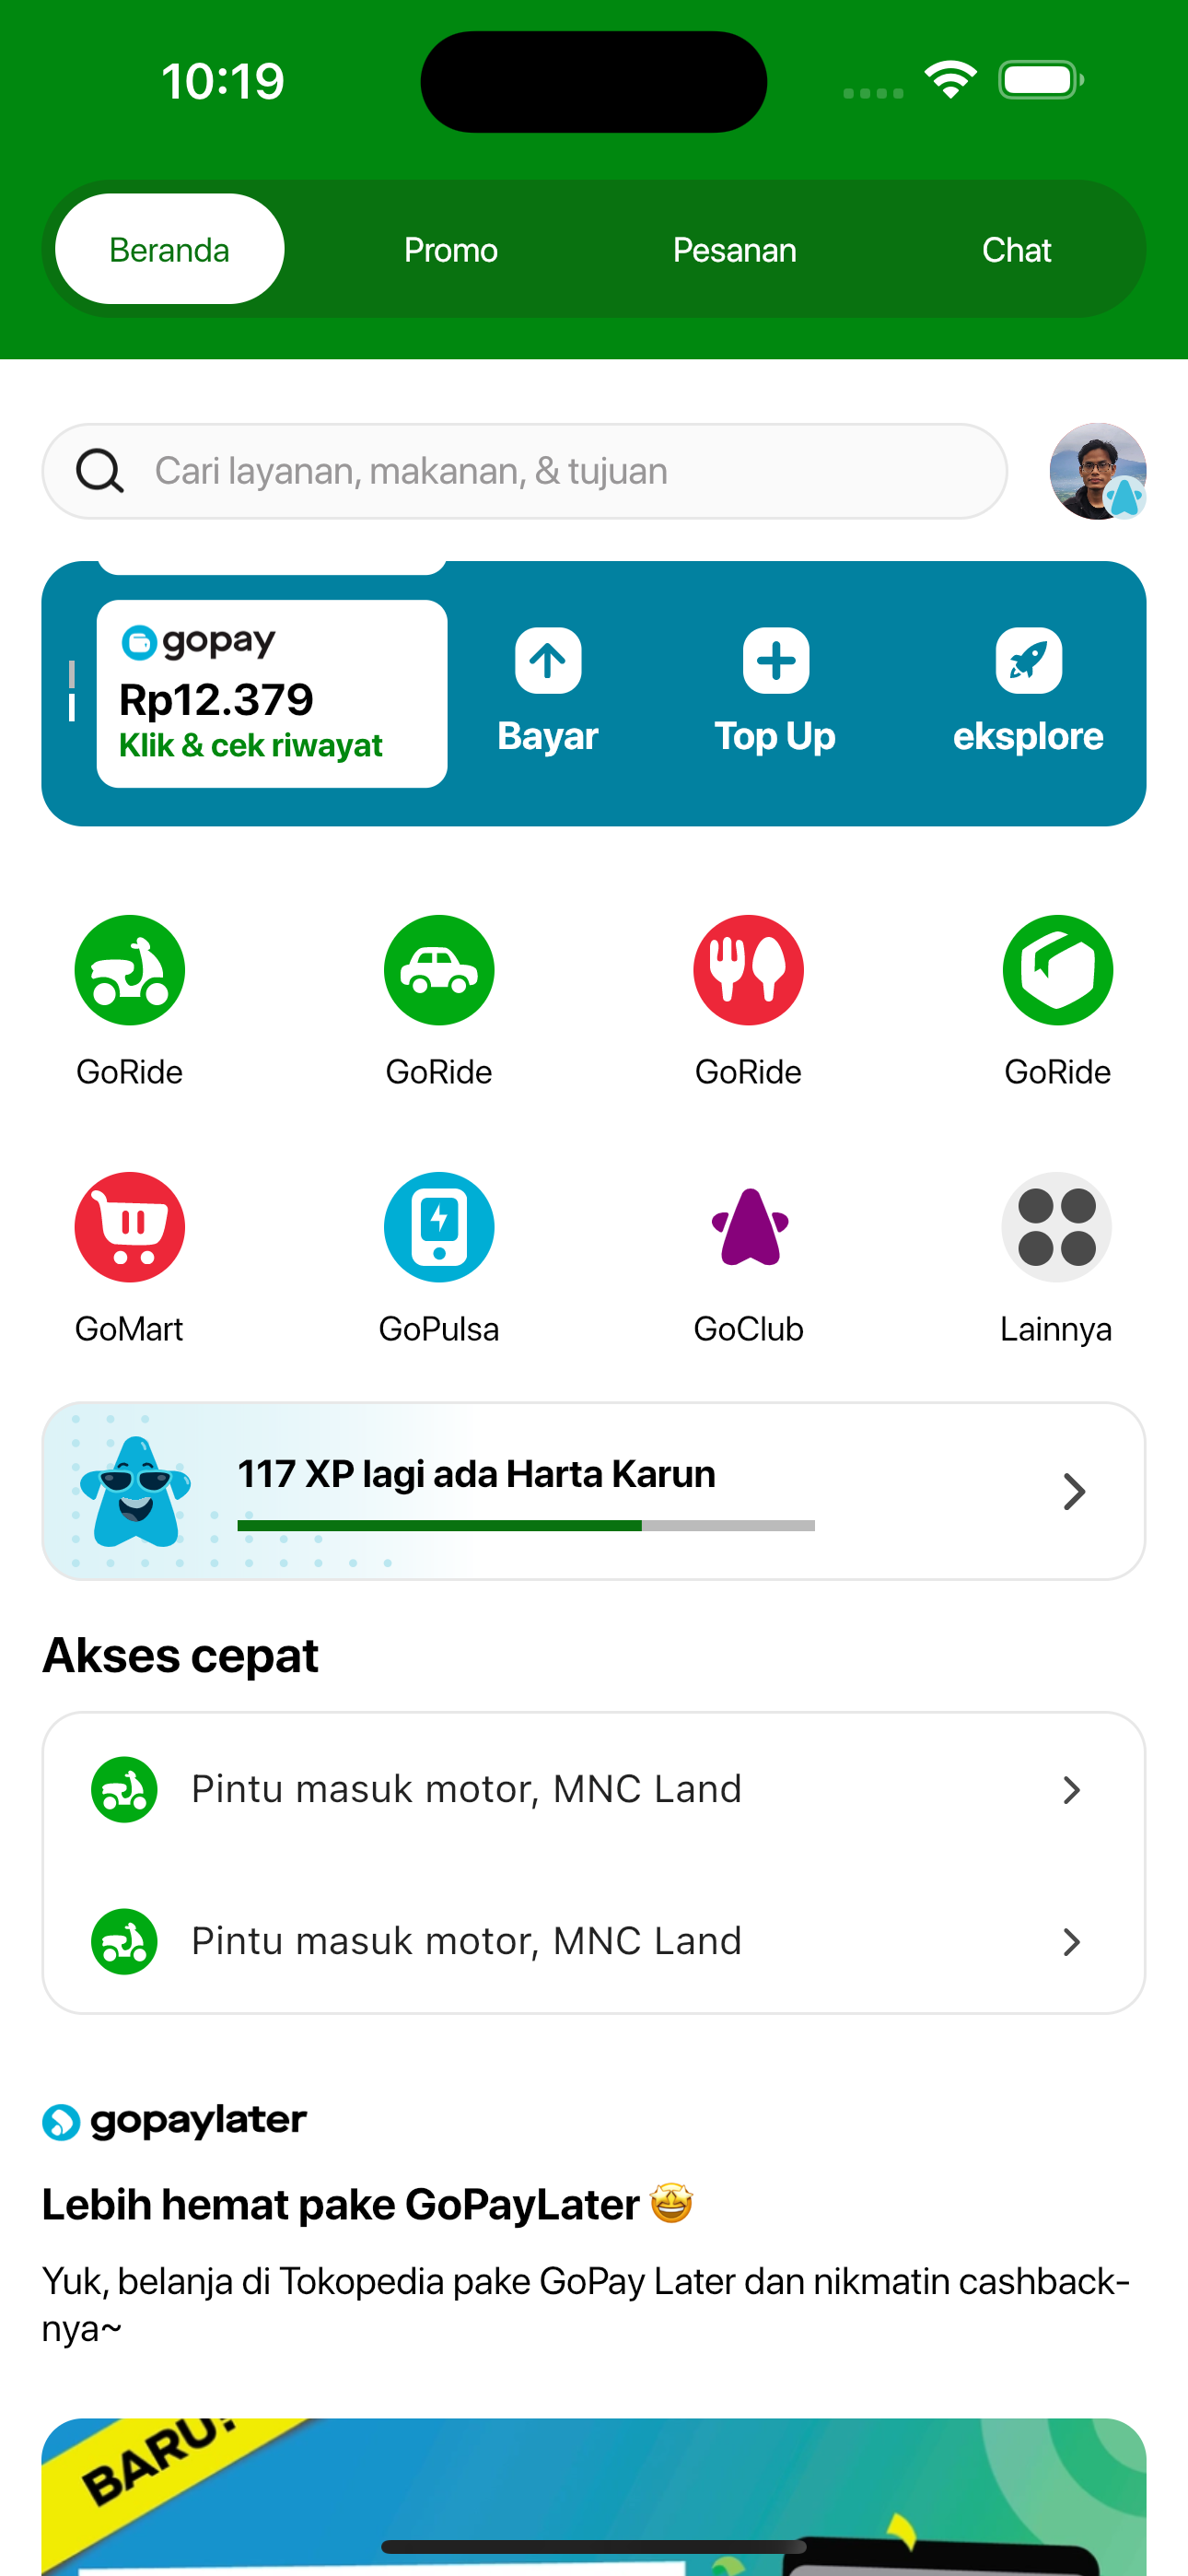 10:19
Beranda Promo Pesanan Chat
Cari layanan, makanan, & tujuan
gopay
Rp12.379
Klik & cek riwayat
Bayar Top Up eksplore
GoRide GoRide GoRide GoRide
GoMart GoPulsa GoClub Lainnya
117 XP lagi ada Harta Karun
Akses cepat
Pintu masuk motor, MNC Land
Pintu masuk motor, MNC Land
gopaylater
Lebih hemat pake GoPayLater 🤩
Yuk, belanja di Tokopedia pake GoPay Later dan nikmatin cashback-
nya~
BARU!